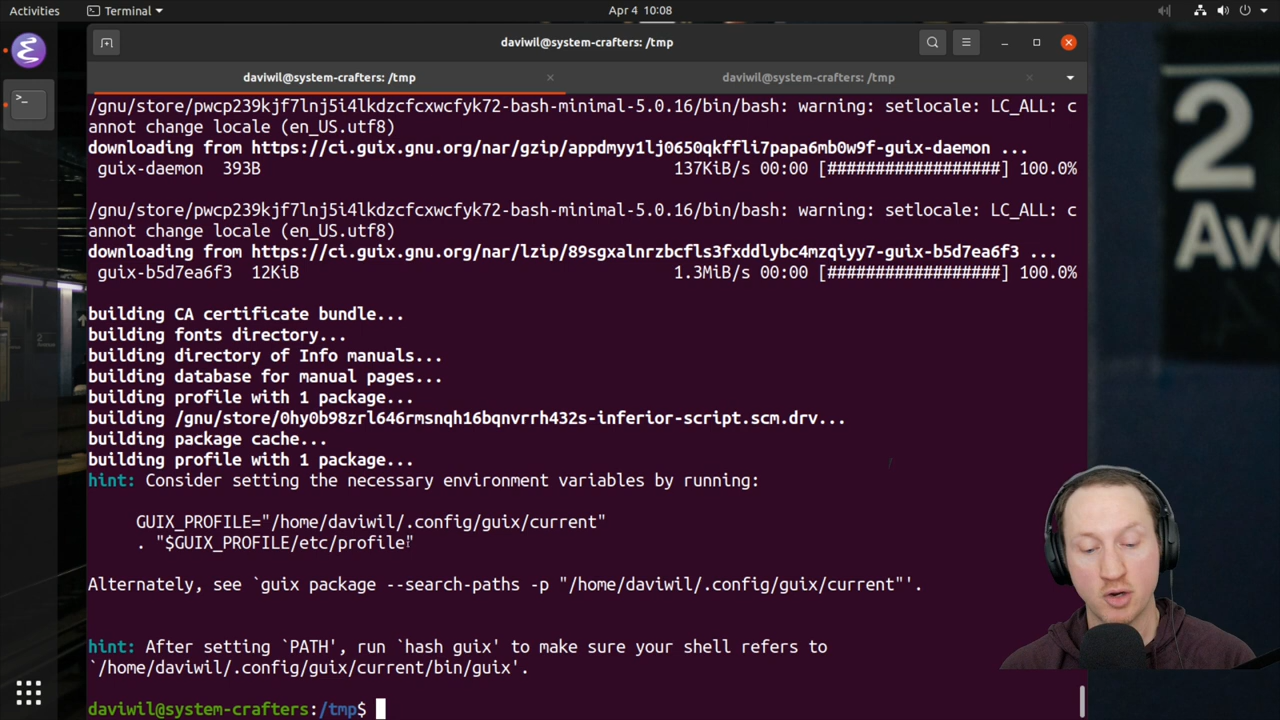 Activities
Terminal
Apr 4 10:08
daviwil@system-crafters: /tmp
daviwil@system-crafters: /tmp
daviwil@system-crafters: /tmp
/gnu/store/pwcp239kjf7lnj5i4lkdzcfcxwcfyk72-bash-minimal-5.0.16/bin/bash: warning: setlocale: LC_ALL: c
annot change locale (en_US.utf8)
downloading from https://ci.guix.gnu.org/nar/gzip/appdmyy1lj0650qkffli7papa6mb0w9f-guix-daemon ...
guix-daemon 393B 137KiB/s 00:00 [##################] 100.0%
/gnu/store/pwcp239kjf7lnj5i4lkdzcfcxwcfyk72-bash-minimal-5.0.16/bin/bash: warning: setlocale: LC_ALL: c
annot change locale (en_US.utf8)
downloading from https://ci.guix.gnu.org/nar/lzip/89sgxalnrzbcfls3fxddlybc4mzqiyy7-guix-b5d7ea6f3 ...
guix-b5d7ea6f3 12KiB 1.3MiB/s 00:00 [##################] 100.0%
building CA certificate bundle...
building fonts directory...
building directory of Info manuals...
building database for manual pages...
building profile with 1 package...
building /gnu/store/0hy0b98zrl646rmsnqh16bqnvrrh432s-inferior-script.scm.drv...
building package cache...
building profile with 1 package...
hint: Consider setting the necessary environment variables by running:
GUIX_PROFILE="/home/daviwil/.config/guix/current"
. "$GUIX_PROFILE/etc/profile"
Alternately, see `guix package --search-paths -p "/home/daviwil/.config/guix/current"'.
hint: After setting `PATH', run `hash guix' to make sure your shell refers to
`/home/daviwil/.config/guix/current/bin/guix'.
daviwil@system-crafters:/tmp$
2
Av